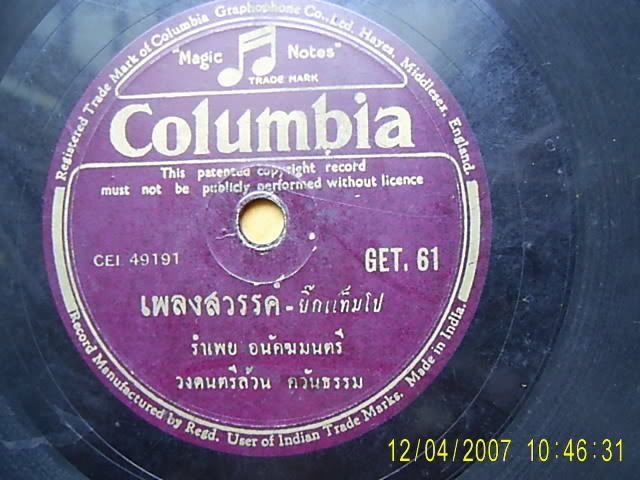 Registered Trade Mark of Columbia Graphophone Co., Ltd. Hayes, Middlesex, England.
"Magic Notes"
TRADE MARK
Columbia
This patented copyright record
must not be publicly performed without licence
CEI 49191
GET. 61
เพลงสวรรค์ - บิ๊กแท็มโป
รำเพย อนัคฆมนตรี
วงดนตรีล้วน ควันธรรม
Record Manufactured by Regd. User of Indian Trade Marks. Made in India.
12/04/2007 10:46:31